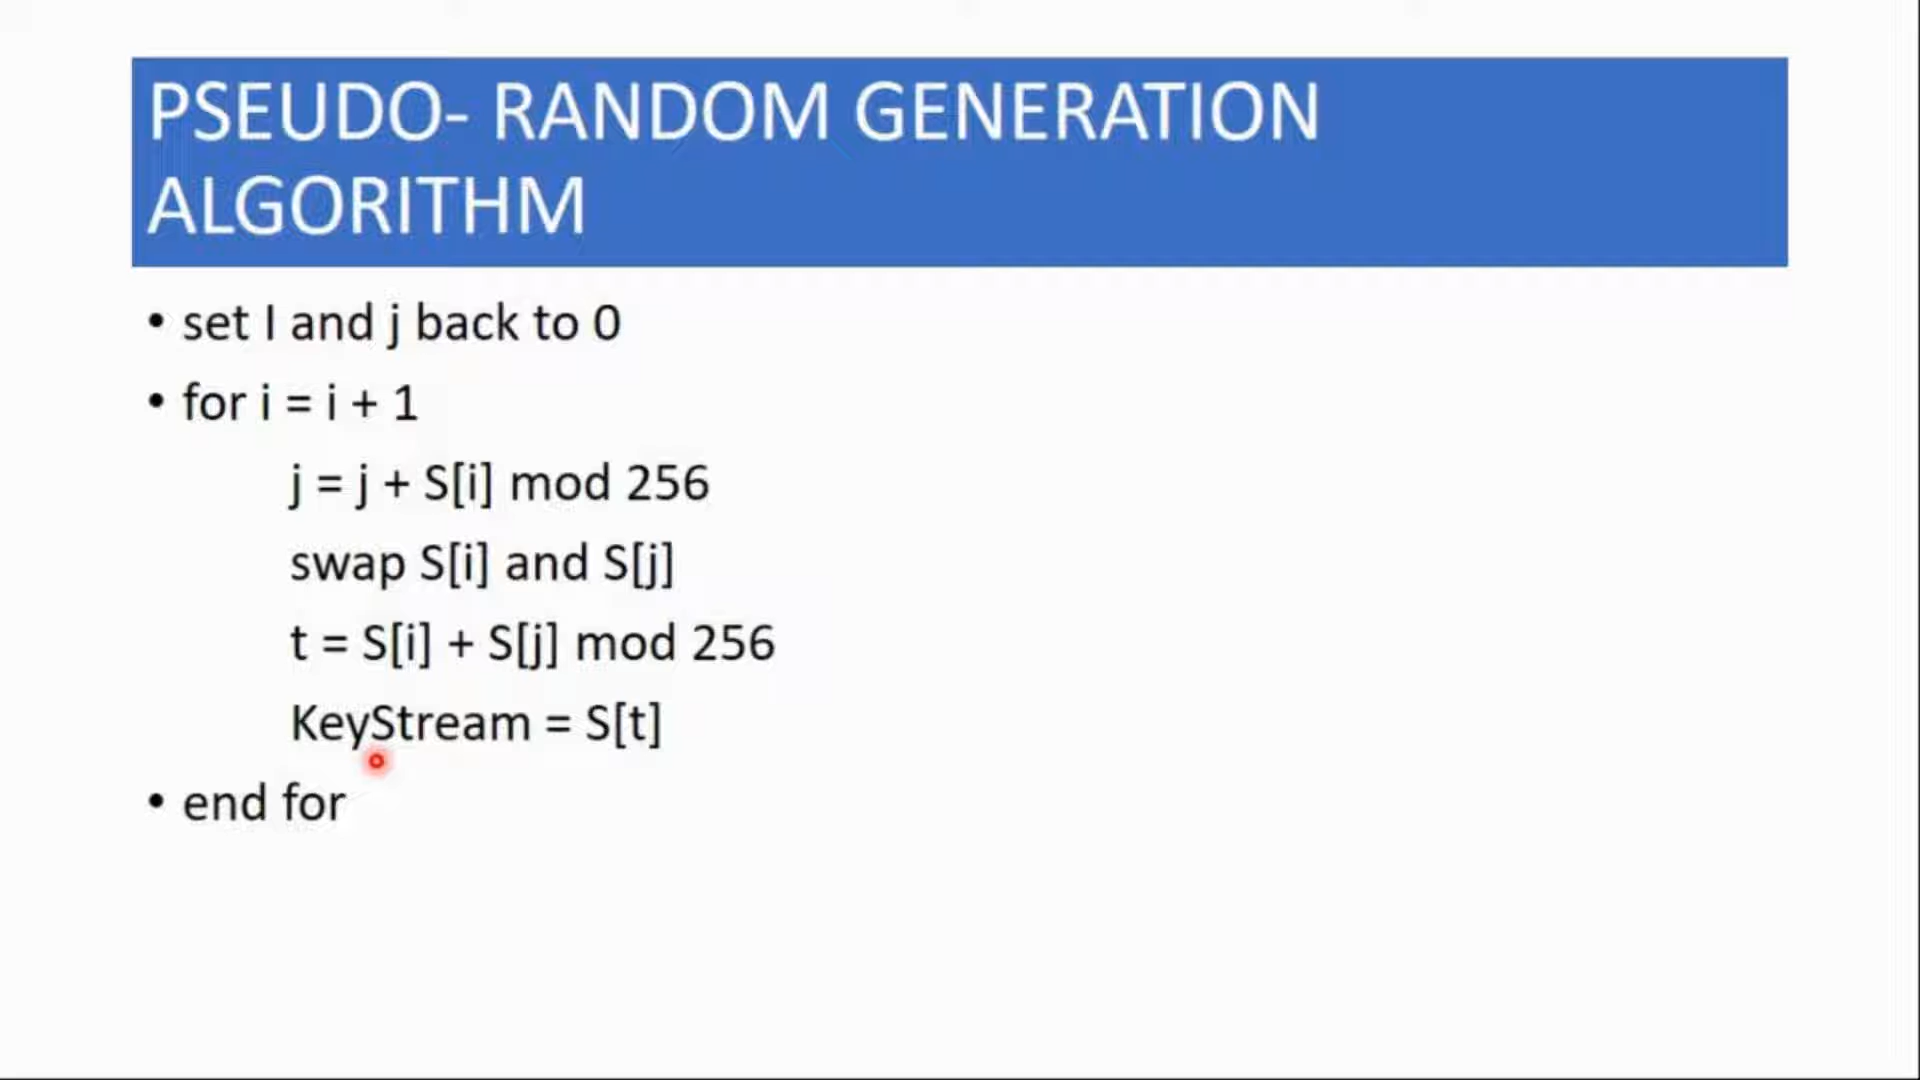 PSEUDO- RANDOM GENERATION
ALGORITHM
• set I and j back to 0
• for i = i + 1
j = j + S[i] mod 256
swap S[i] and S[j]
t = S[i] + S[j] mod 256
KeyStream = S[t]
• end for